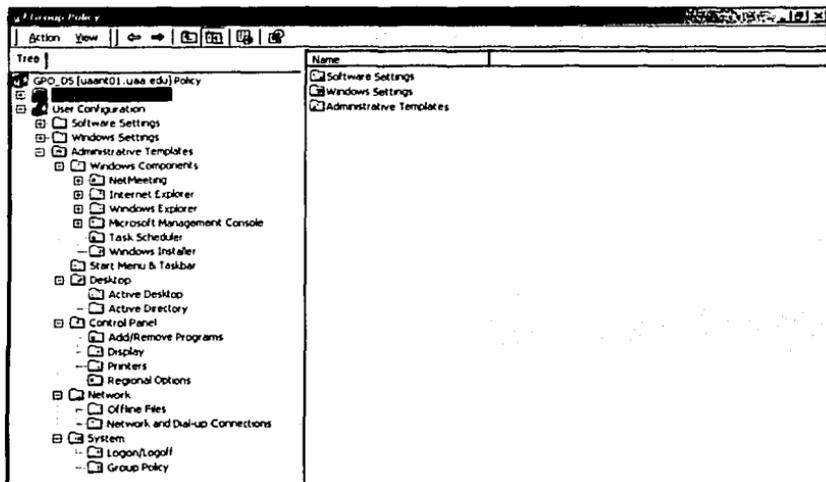 Group Policy
Action View
Tree
Name
GPO_D5 [uaant01.uaa.edu] Policy
User Configuration
Software Settings
Windows Settings
Administrative Templates
Windows Components
NetMeeting
Internet Explorer
Windows Explorer
Microsoft Management Console
Task Scheduler
Windows Installer
Start Menu & Taskbar
Desktop
Active Desktop
Active Directory
Control Panel
Add/Remove Programs
Display
Printers
Regional Options
Network
Offline Files
Network and Dial-up Connections
System
Logon/Logoff
Group Policy
Software Settings
Windows Settings
Administrative Templates